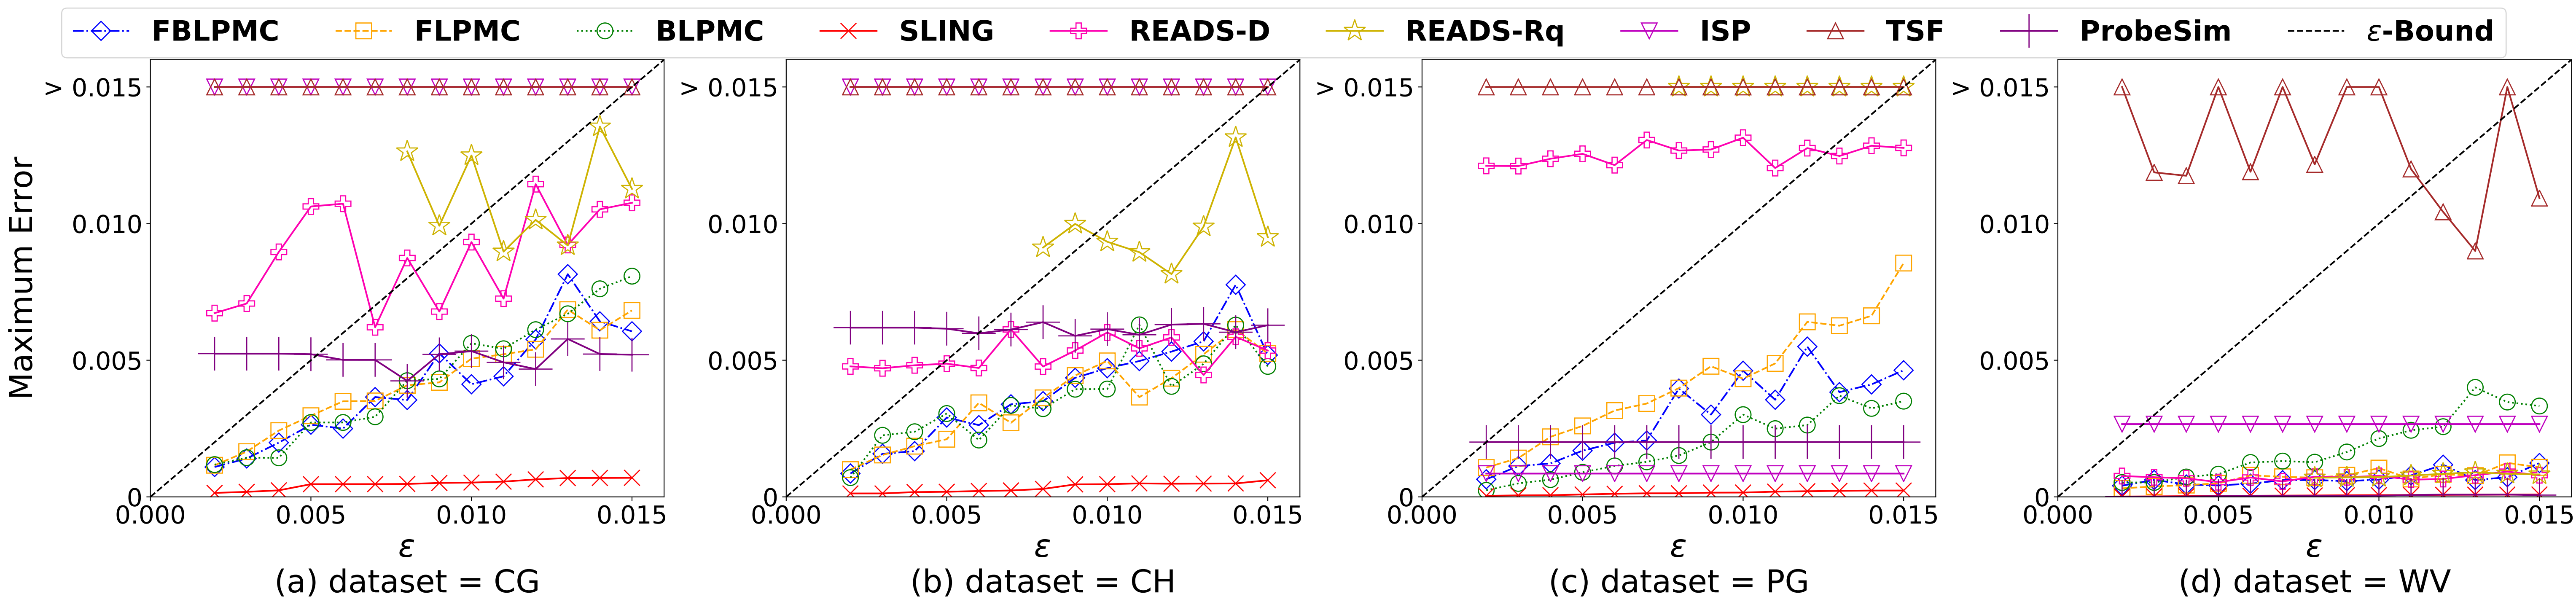 FBLPMC FLPMC BLPMC SLING READS-D READS-Rq ISP TSF ProbeSim ε-Bound
Maximum Error
> 0.015
0.010
0.005
0
0.000 0.005 0.010 0.015
ε
(a) dataset = CG
> 0.015
0.010
0.005
0
0.000 0.005 0.010 0.015
ε
(b) dataset = CH
> 0.015
0.010
0.005
0
0.000 0.005 0.010 0.015
ε
(c) dataset = PG
> 0.015
0.010
0.005
0
0.000 0.005 0.010 0.015
ε
(d) dataset = WV